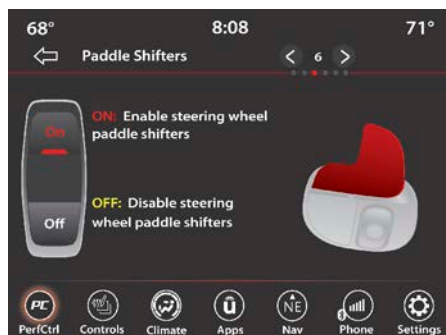 68° 8:08 71°
Paddle Shifters < 6 >
ON: Enable steering wheel
paddle shifters
On
OFF: Disable steering
wheel paddle shifters
Off
PC û NE
PerfCtrl Controls Climate Apps Nav Phone Settings